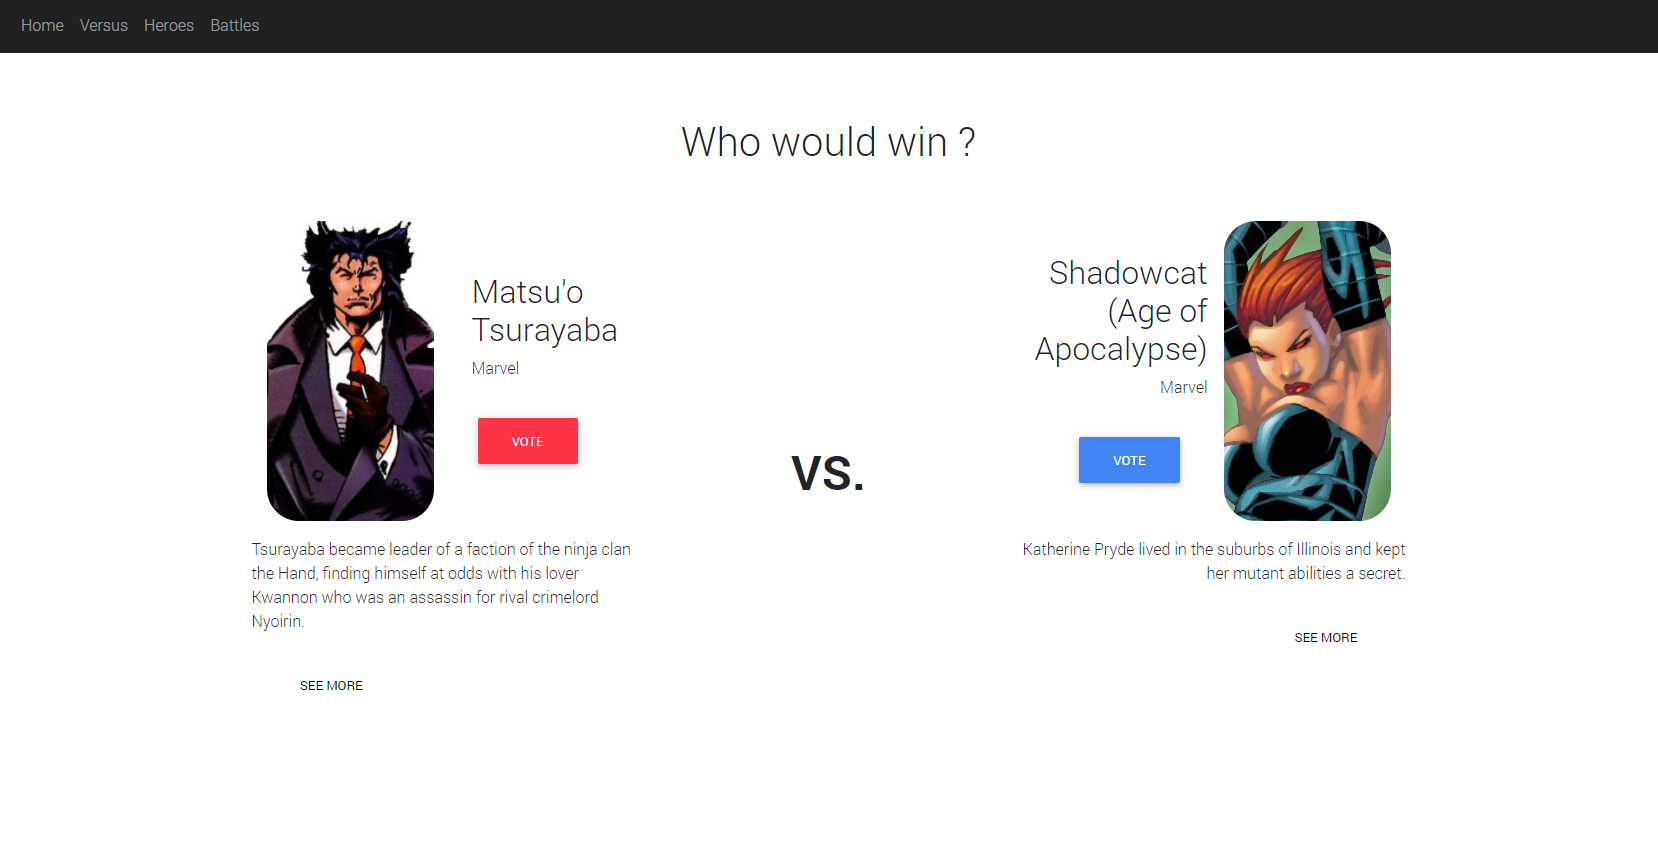 Home Versus Heroes Battles
Who would win ?
Matsu'o
Tsurayaba
Marvel
VOTE
Tsurayaba became leader of a faction of the ninja clan
the Hand, finding himself at odds with his lover
Kwannon who was an assassin for rival crimelord
Nyoirin.
SEE MORE
VS.
Shadowcat
(Age of
Apocalypse)
Marvel
VOTE
Katherine Pryde lived in the suburbs of Illinois and kept
her mutant abilities a secret.
SEE MORE